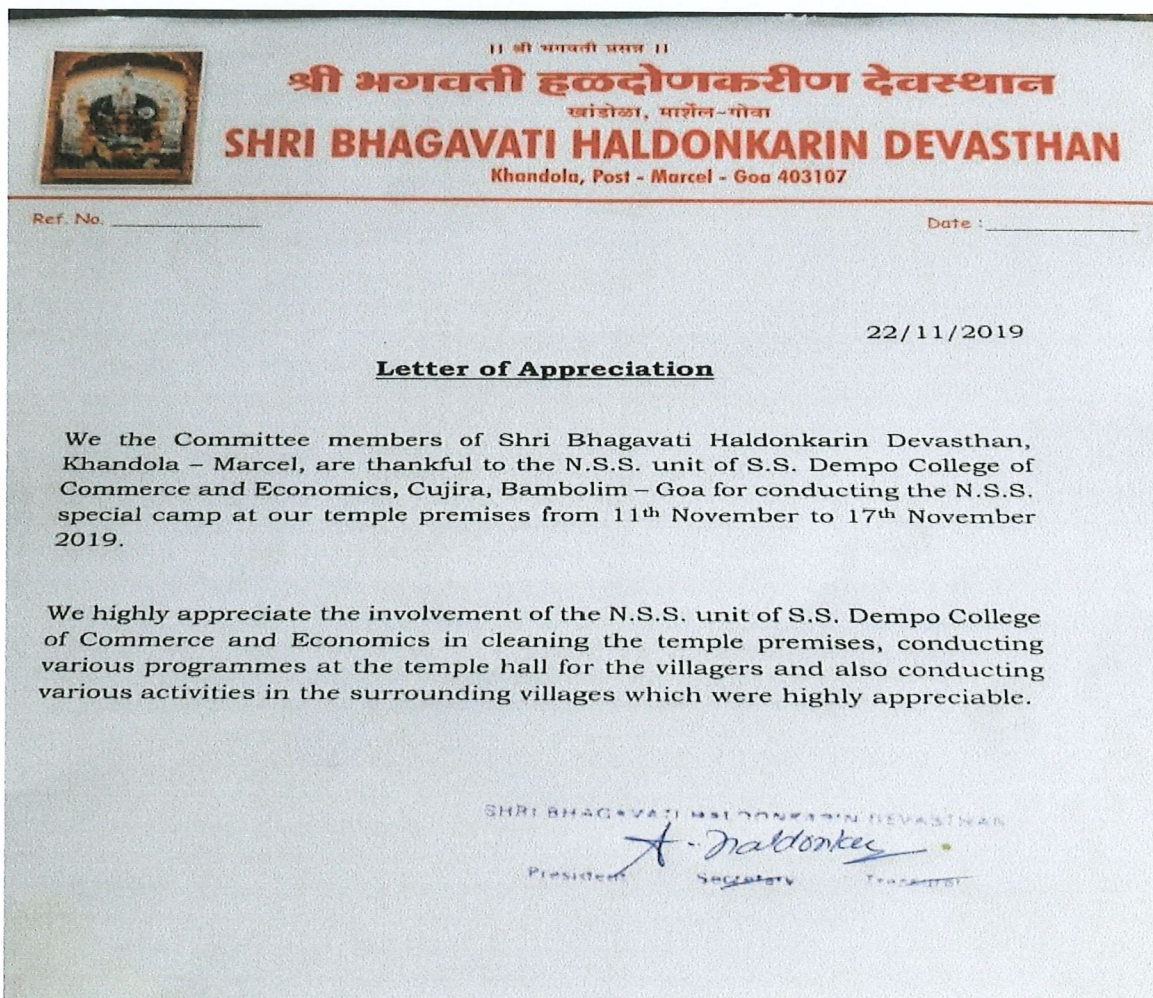 ।। श्री भगवती प्रसन्न ।।
श्री भगवती हळदोणकरीण देवस्थान
खांडोळा, माशेॅल-गोवा
SHRI BHAGAVATI HALDONKARIN DEVASTHAN
Khandola, Post - Marcel - Goa 403107
Ref. No.
Date :
22/11/2019
Letter of Appreciation
We the Committee members of Shri Bhagavati Haldonkarin Devasthan,
Khandola – Marcel, are thankful to the N.S.S. unit of S.S. Dempo College of
Commerce and Economics, Cujira, Bambolim – Goa for conducting the N.S.S.
special camp at our temple premises from 11th November to 17th November
2019.
We highly appreciate the involvement of the N.S.S. unit of S.S. Dempo College
of Commerce and Economics in cleaning the temple premises, conducting
various programmes at the temple hall for the villagers and also conducting
various activities in the surrounding villages which were highly appreciable.
SHRI BHAGAVATI HALDONKARIN DEVASTHAN
A. Haldonkar
President Secretary Treasurer